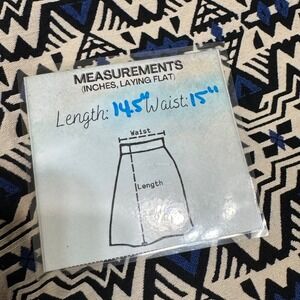 MEASUREMENTS
(INCHES, LAYING FLAT)
Length: 14.5" Waist: 15"
Waist
Length